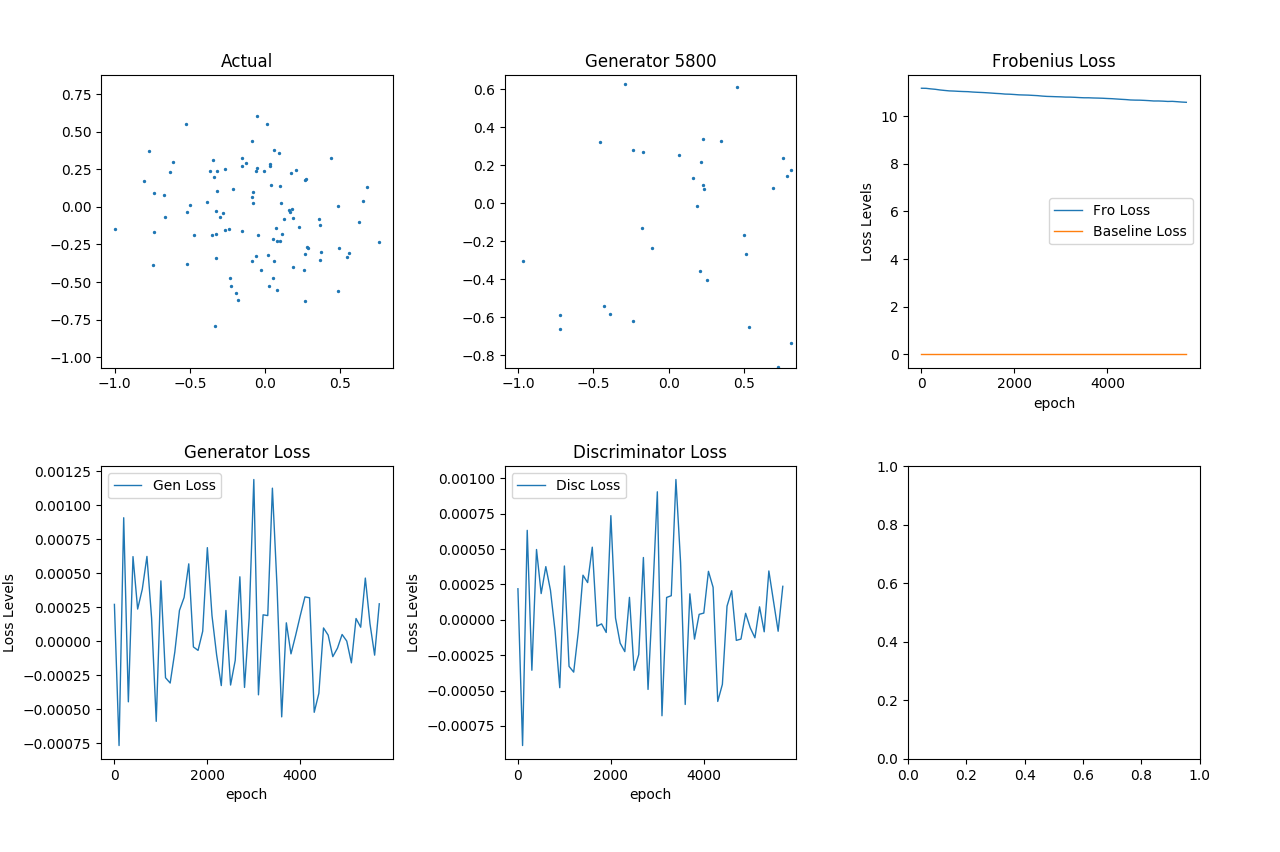 Actual
0.75
0.50
0.25
0.00
−0.25
−0.50
−0.75
−1.00
−1.0 −0.5 0.0 0.5
Generator 5800
0.6
0.4
0.2
0.0
−0.2
−0.4
−0.6
−0.8
−1.0 −0.5 0.0 0.5
Frobenius Loss
Loss Levels
10
8
6
4
2
0
Fro Loss
Baseline Loss
0 2000 4000
epoch
Generator Loss
Loss Levels
0.00125
0.00100
0.00075
0.00050
0.00025
0.00000
−0.00025
−0.00050
−0.00075
Gen Loss
0 2000 4000
epoch
Discriminator Loss
Loss Levels
0.00100
0.00075
0.00050
0.00025
0.00000
−0.00025
−0.00050
−0.00075
Disc Loss
0 2000 4000
epoch
1.0
0.8
0.6
0.4
0.2
0.0
0.0 0.2 0.4 0.6 0.8 1.0